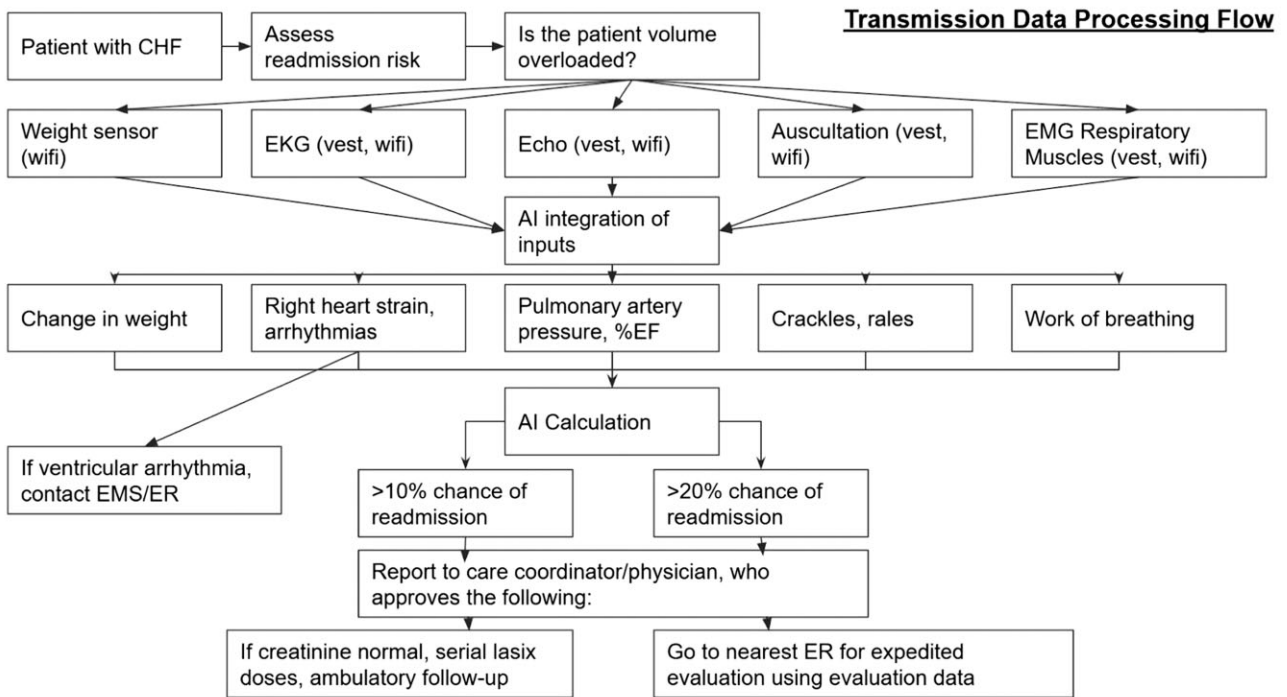 Transmission Data Processing Flow
Patient with CHF
Assess
readmission risk
Is the patient volume
overloaded?
Weight sensor
(wifi)
EKG (vest, wifi)
Echo (vest, wifi)
Auscultation (vest,
wifi)
EMG Respiratory
Muscles (vest, wifi)
AI integration of
inputs
Change in weight
Right heart strain,
arrhythmias
Pulmonary artery
pressure, %EF
Crackles, rales
Work of breathing
AI Calculation
If ventricular arrhythmia,
contact EMS/ER
>10% chance of
readmission
>20% chance of
readmission
Report to care coordinator/physician, who
approves the following:
If creatinine normal, serial lasix
doses, ambulatory follow-up
Go to nearest ER for expedited
evaluation using evaluation data